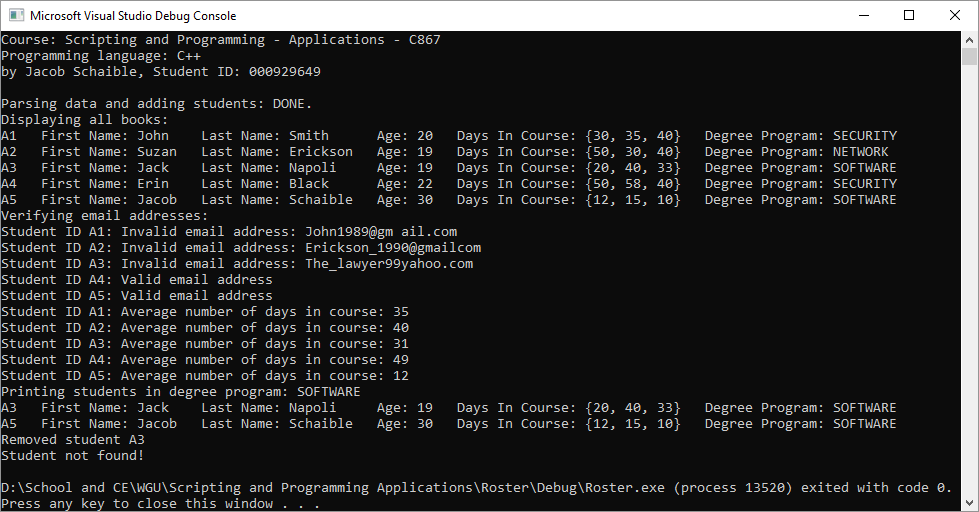 Microsoft Visual Studio Debug Console
Course: Scripting and Programming - Applications - C867
Programming language: C++
by Jacob Schaible, Student ID: 000929649
Parsing data and adding students: DONE.
Displaying all books:
A1 First Name: John Last Name: Smith Age: 20 Days In Course: {30, 35, 40} Degree Program: SECURITY
A2 First Name: Suzan Last Name: Erickson Age: 19 Days In Course: {50, 30, 40} Degree Program: NETWORK
A3 First Name: Jack Last Name: Napoli Age: 19 Days In Course: {20, 40, 33} Degree Program: SOFTWARE
A4 First Name: Erin Last Name: Black Age: 22 Days In Course: {50, 58, 40} Degree Program: SECURITY
A5 First Name: Jacob Last Name: Schaible Age: 30 Days In Course: {12, 15, 10} Degree Program: SOFTWARE
Verifying email addresses:
Student ID A1: Invalid email address: John1989@gm ail.com
Student ID A2: Invalid email address: Erickson_1990@gmailcom
Student ID A3: Invalid email address: The_lawyer99yahoo.com
Student ID A4: Valid email address
Student ID A5: Valid email address
Student ID A1: Average number of days in course: 35
Student ID A2: Average number of days in course: 40
Student ID A3: Average number of days in course: 31
Student ID A4: Average number of days in course: 49
Student ID A5: Average number of days in course: 12
Printing students in degree program: SOFTWARE
A3 First Name: Jack Last Name: Napoli Age: 19 Days In Course: {20, 40, 33} Degree Program: SOFTWARE
A5 First Name: Jacob Last Name: Schaible Age: 30 Days In Course: {12, 15, 10} Degree Program: SOFTWARE
Removed student A3
Student not found!
D:\School and CE\WGU\Scripting and Programming Applications\Roster\Debug\Roster.exe (process 13520) exited with code 0.
Press any key to close this window . . .